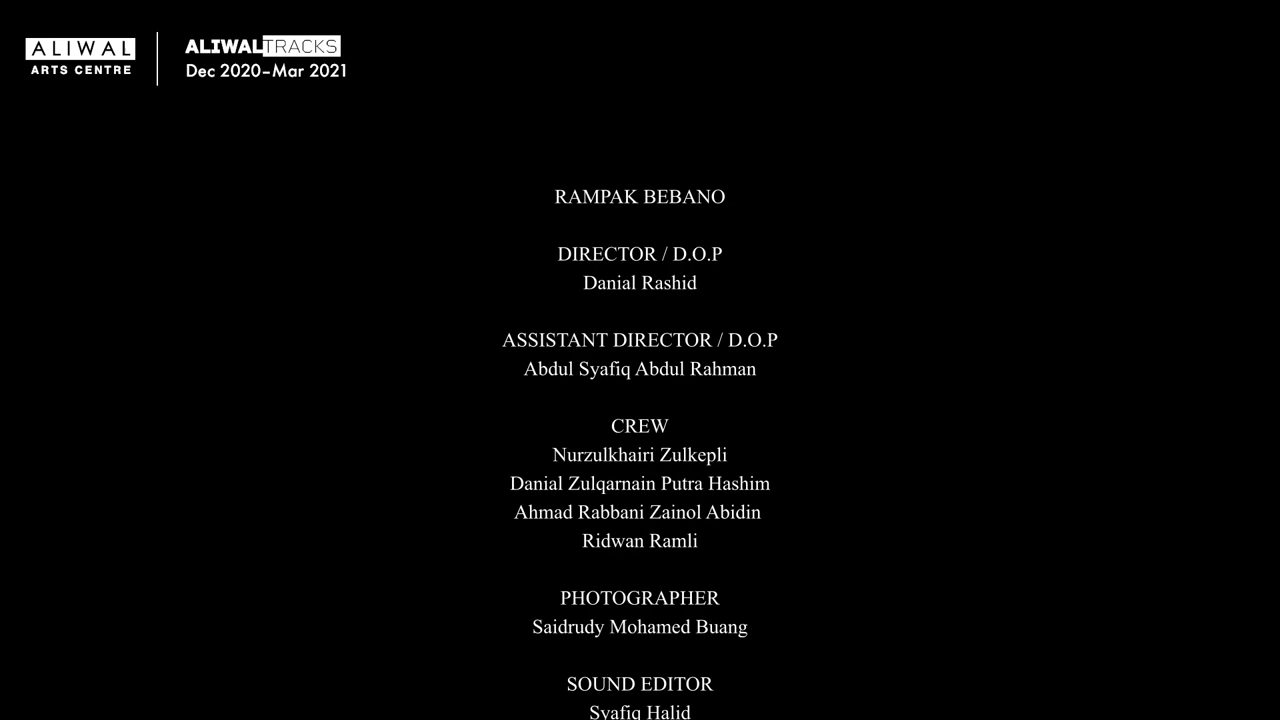 ALIWAL
ARTS CENTRE
ALIWALTRACKS
Dec 2020–Mar 2021
RAMPAK BEBANO
DIRECTOR / D.O.P
Danial Rashid
ASSISTANT DIRECTOR / D.O.P
Abdul Syafiq Abdul Rahman
CREW
Nurzulkhairi Zulkepli
Danial Zulqarnain Putra Hashim
Ahmad Rabbani Zainol Abidin
Ridwan Ramli
PHOTOGRAPHER
Saidrudy Mohamed Buang
SOUND EDITOR
Syafiq Halid